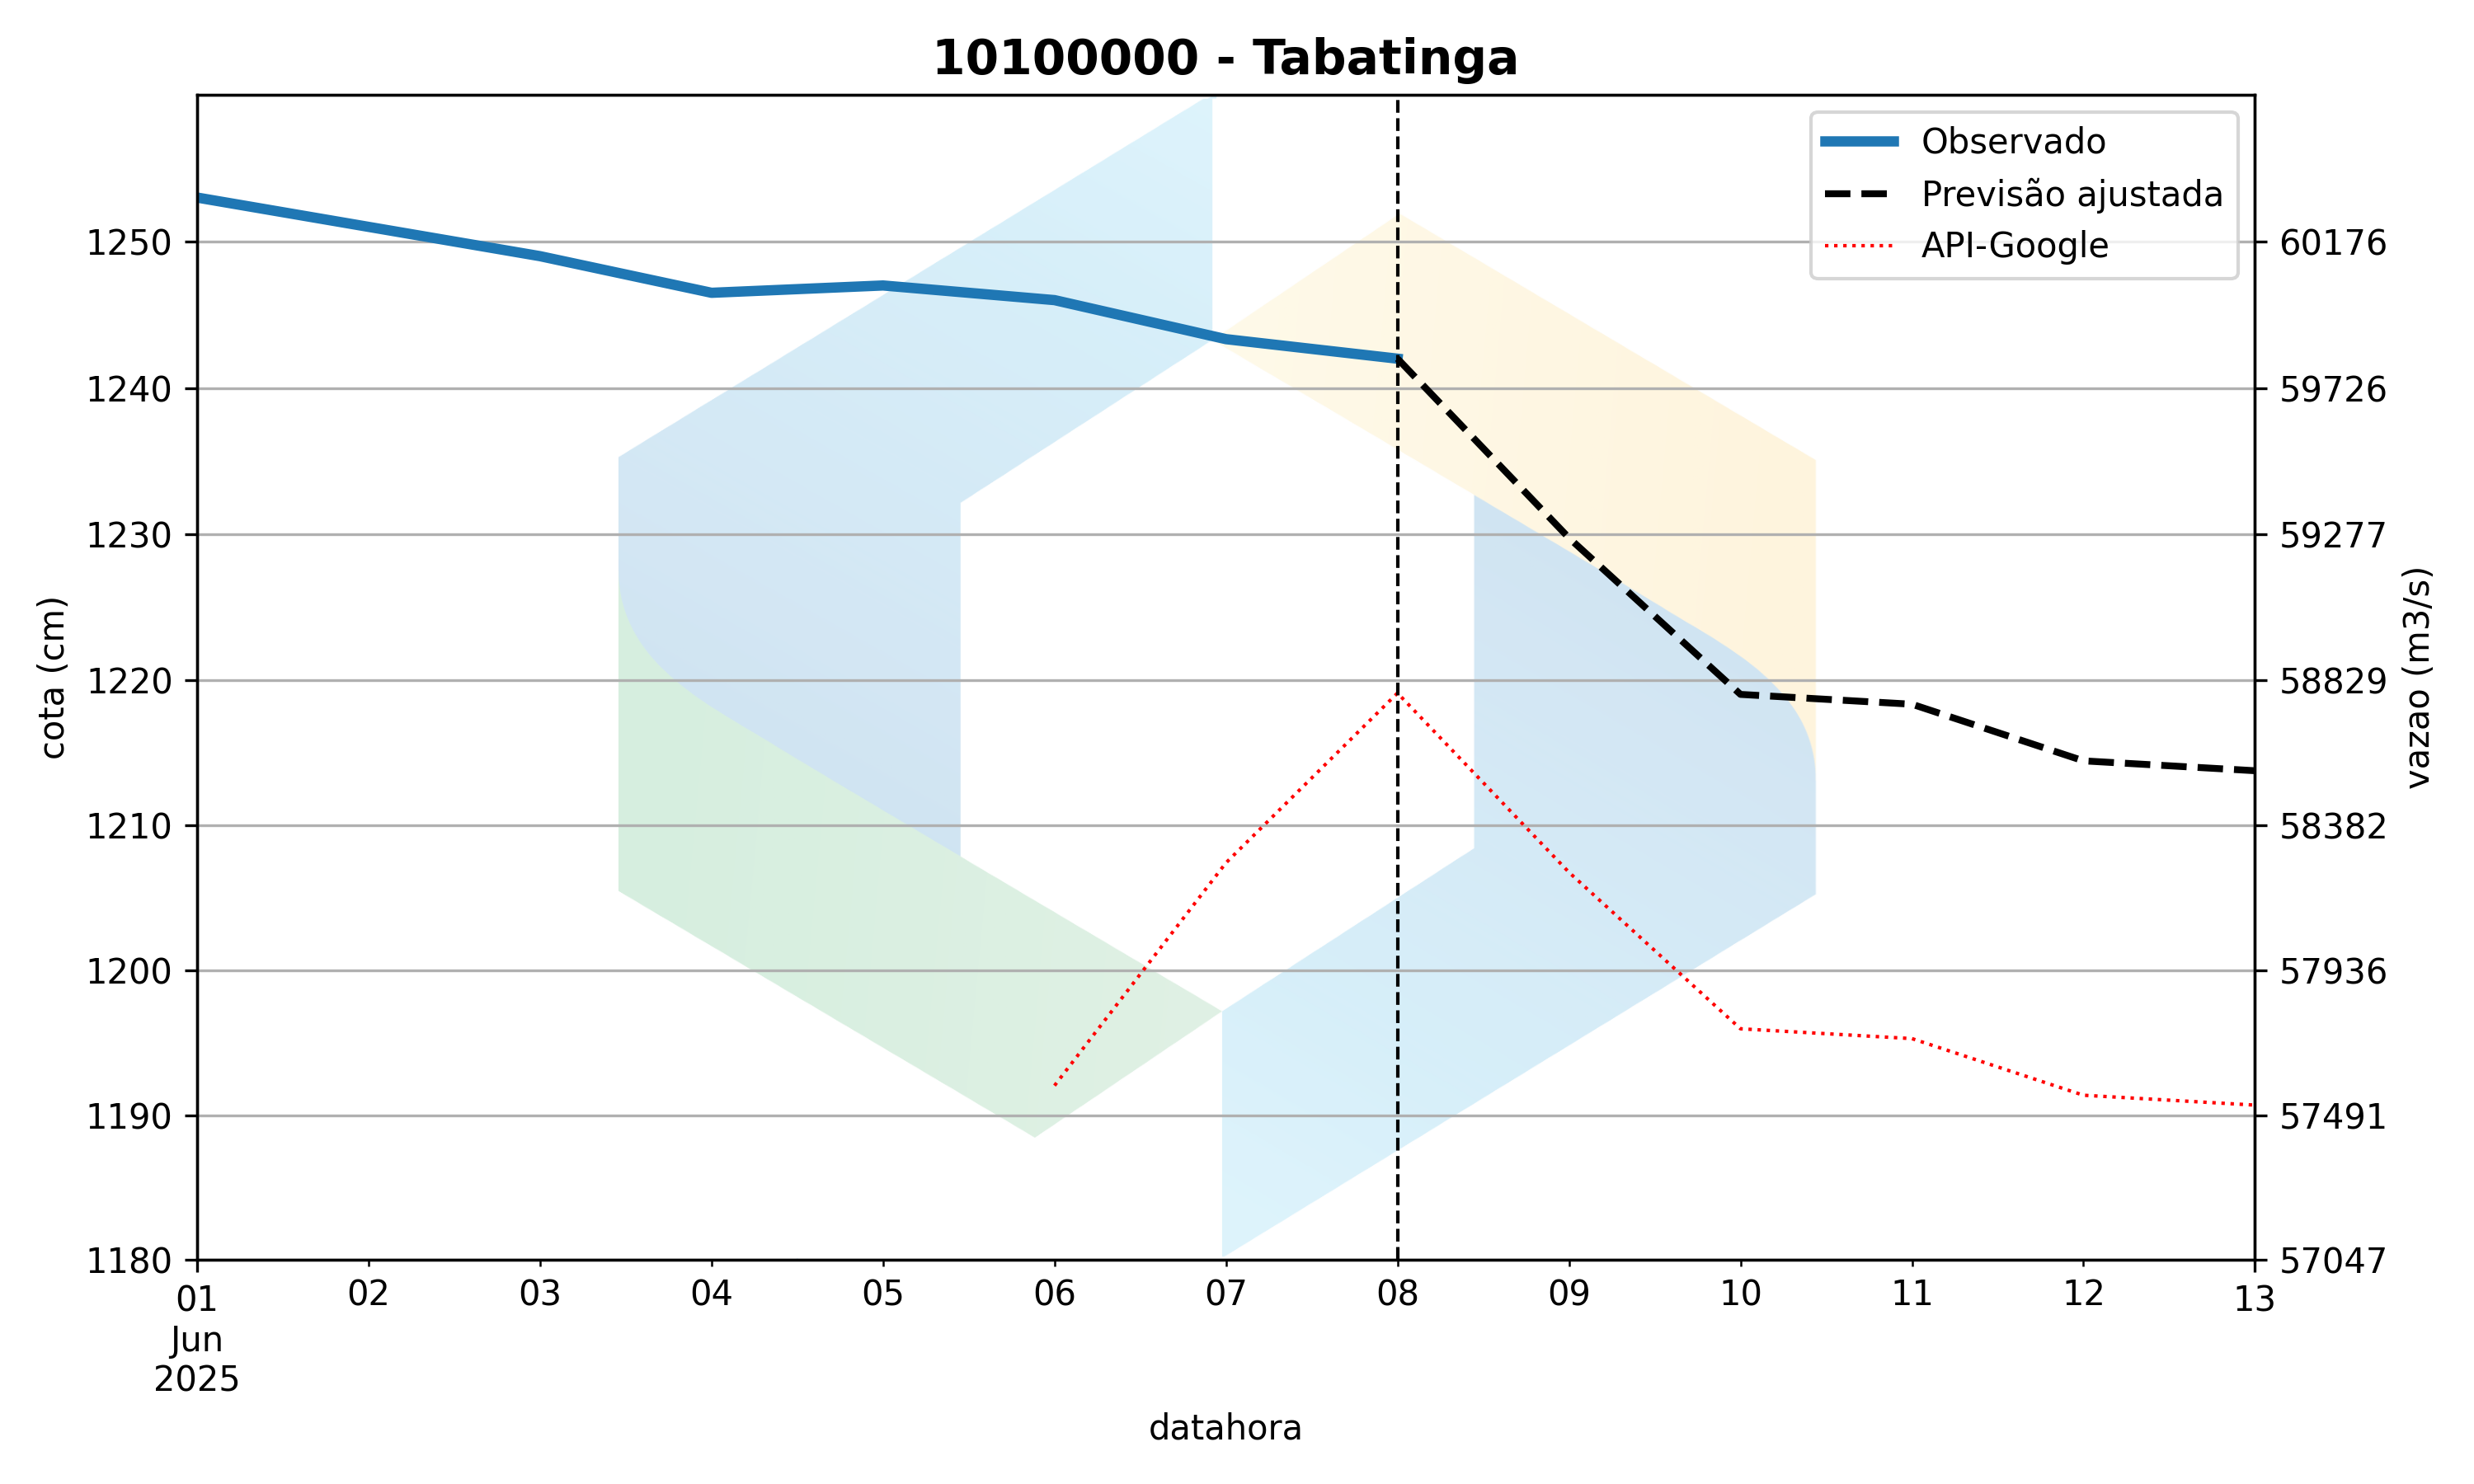 10100000 - Tabatinga
Observado
Previsão ajustada
API-Google
cota (cm)
1250
1240
1230
1220
1210
1200
1190
1180
60176
59726
59277
58829
58382
57936
57491
57047
vazao (m3/s)
01 02 03 04 05 06 07 08 09 10 11 12 13
Jun
2025
datahora